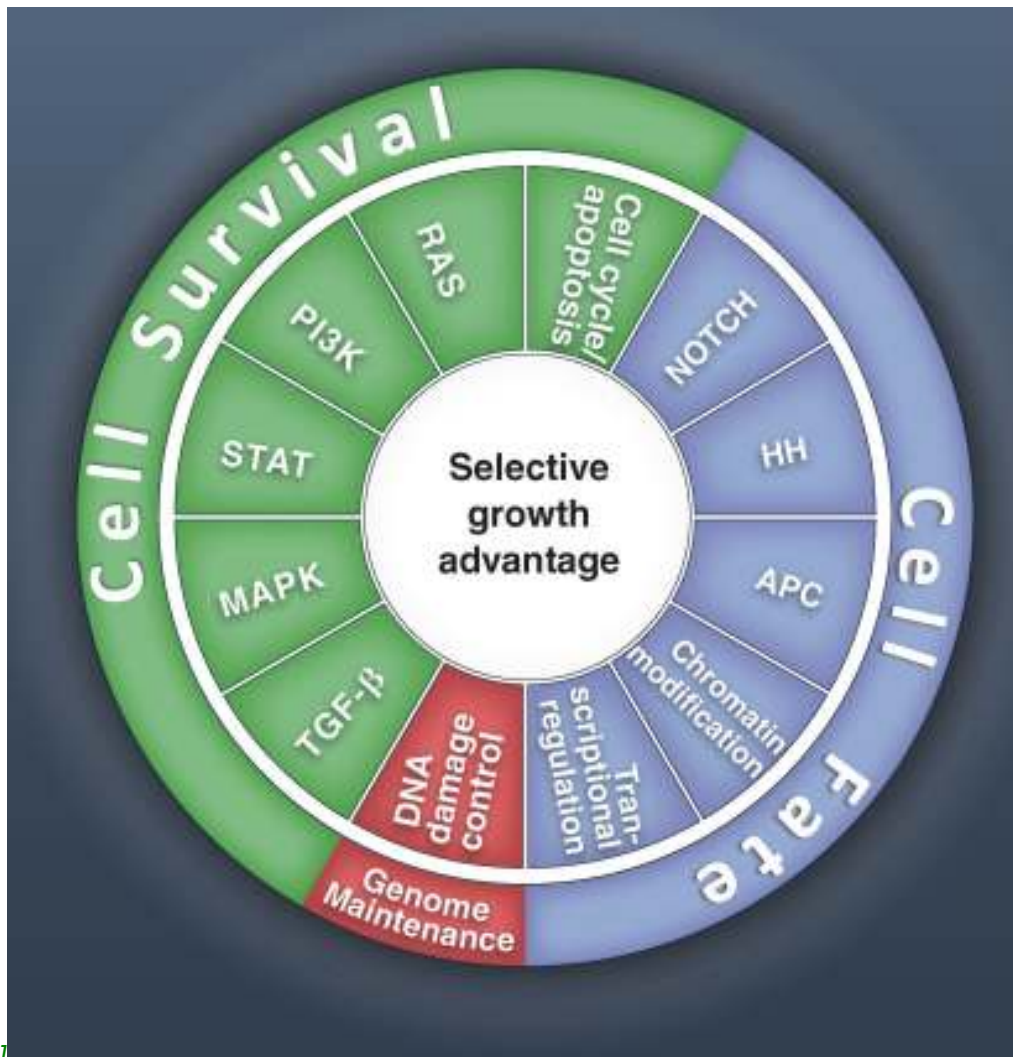 Cell Survival
Cell Fate
Genome
Maintenance
Cell cycle/
apoptosis
NOTCH
HH
APC
Chromatin
modification
Tran-
scriptional
regulation
DNA
damage
control
TGF-β
MAPK
STAT
PI3K
RAS
Selective
growth
advantage